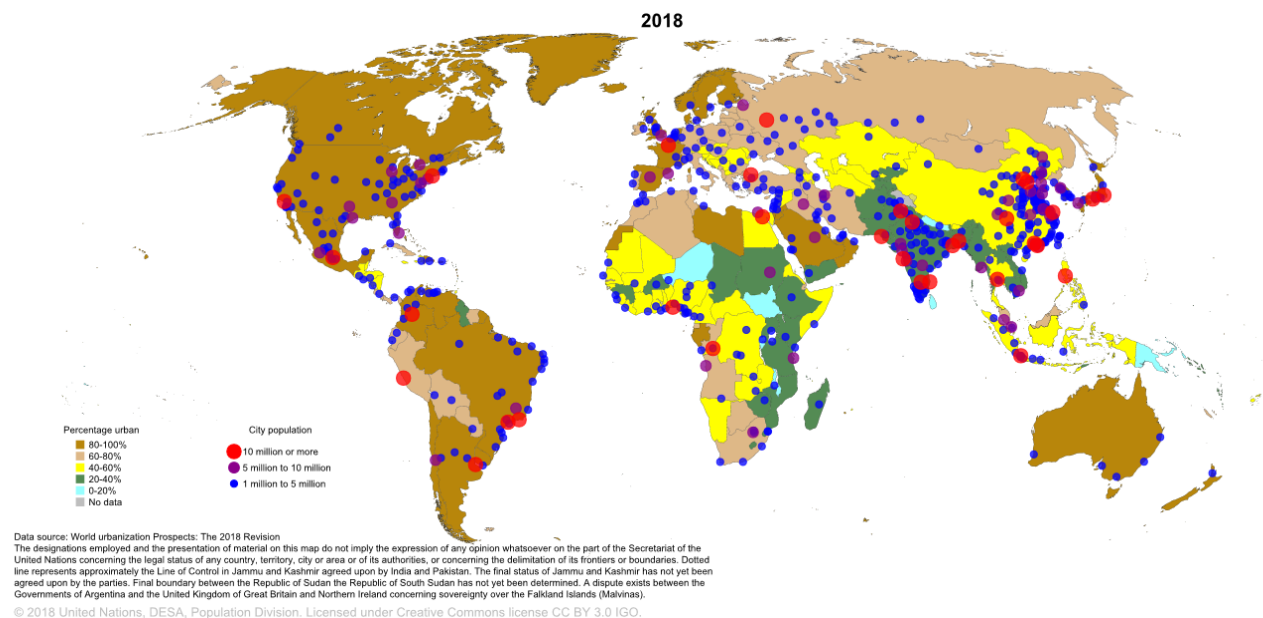 2018
Percentage urban
80-100%
60-80%
40-60%
20-40%
0-20%
No data
City population
10 million or more
5 million to 10 million
1 million to 5 million
Data source: World urbanization Prospects: The 2018 Revision
The designations employed and the presentation of material on this map do not imply the expression of any opinion whatsoever on the part of the Secretariat of the
United Nations concerning the legal status of any country, territory, city or area or of its authorities, or concerning the delimitation of its frontiers or boundaries. Dotted
line represents approximately the Line of Control in Jammu and Kashmir agreed upon by India and Pakistan. The final status of Jammu and Kashmir has not yet been
agreed upon by the parties. Final boundary between the Republic of Sudan the Republic of South Sudan has not yet been determined. A dispute exists between the
Governments of Argentina and the United Kingdom of Great Britain and Northern Ireland concerning sovereignty over the Falkland Islands (Malvinas).
© 2018 United Nations, DESA, Population Division. Licensed under Creative Commons license CC BY 3.0 IGO.